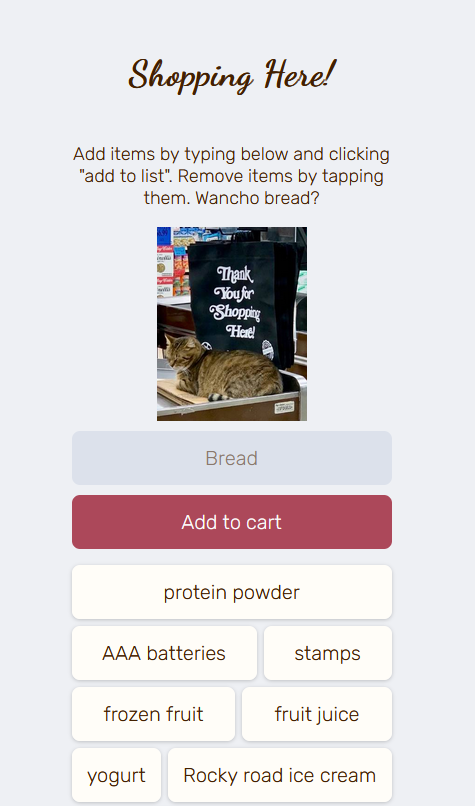 Shopping Here!
Add items by typing below and clicking
"add to list". Remove items by tapping
them. Wancho bread?
Thank
You for
Shopping
Here!
Bread
Add to cart
protein powder
AAA batteries stamps
frozen fruit fruit juice
yogurt Rocky road ice cream